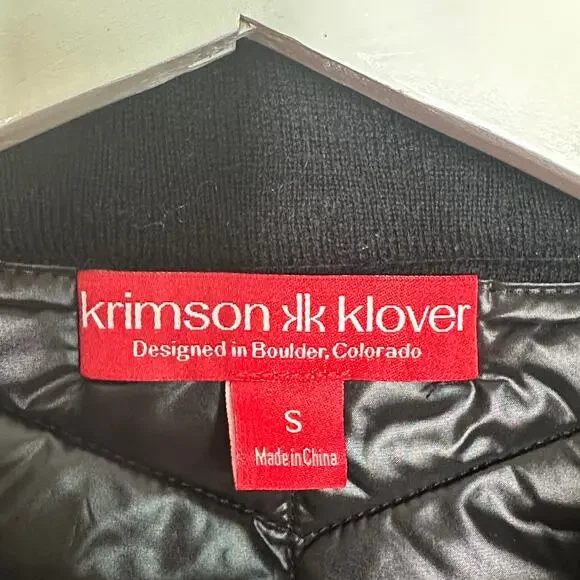 krimson kk klover
Designed in Boulder, Colorado
S
Made in China